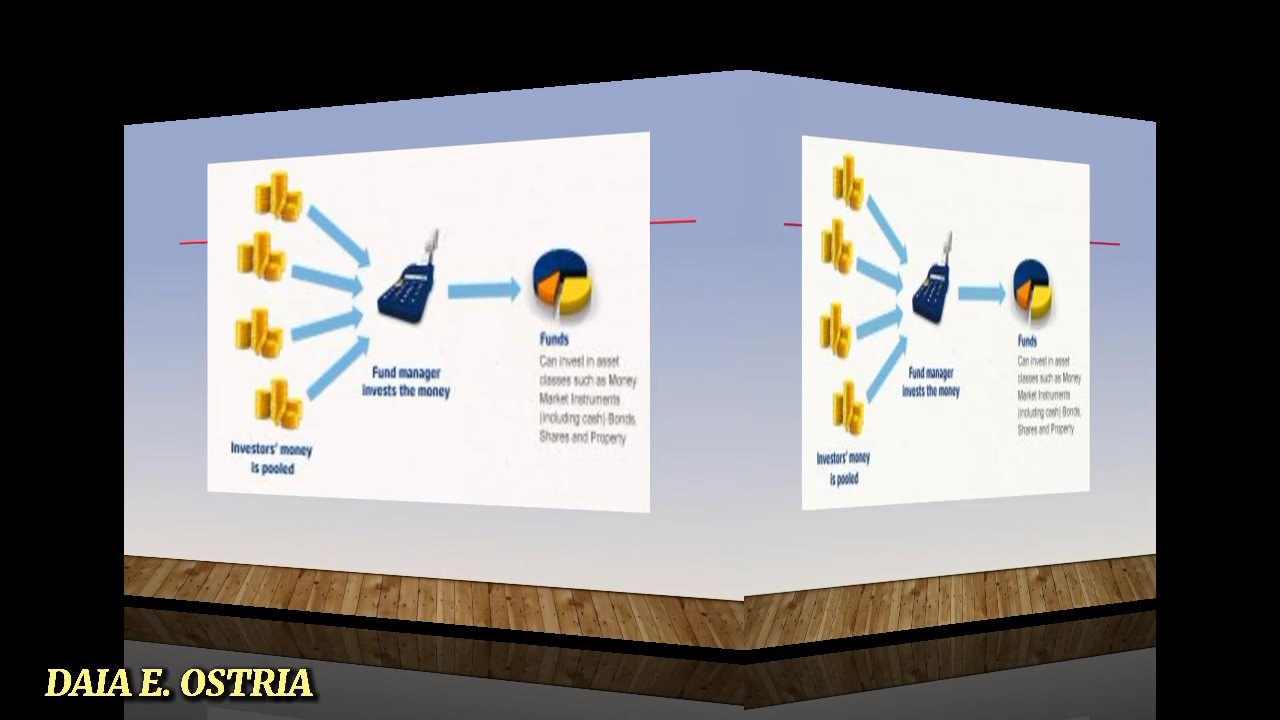 Funds
Can invest in asset
classes such as Money
Market Instruments
(including cash) Bonds,
Shares and Property
Fund manager
invests the money
Investors' money
is pooled
Funds
Can invest in asset
classes such as Money
Market Instruments
(including cash) Bonds,
Shares and Property
Fund manager
invests the money
Investors' money
is pooled
DAIA E. OSTRIA